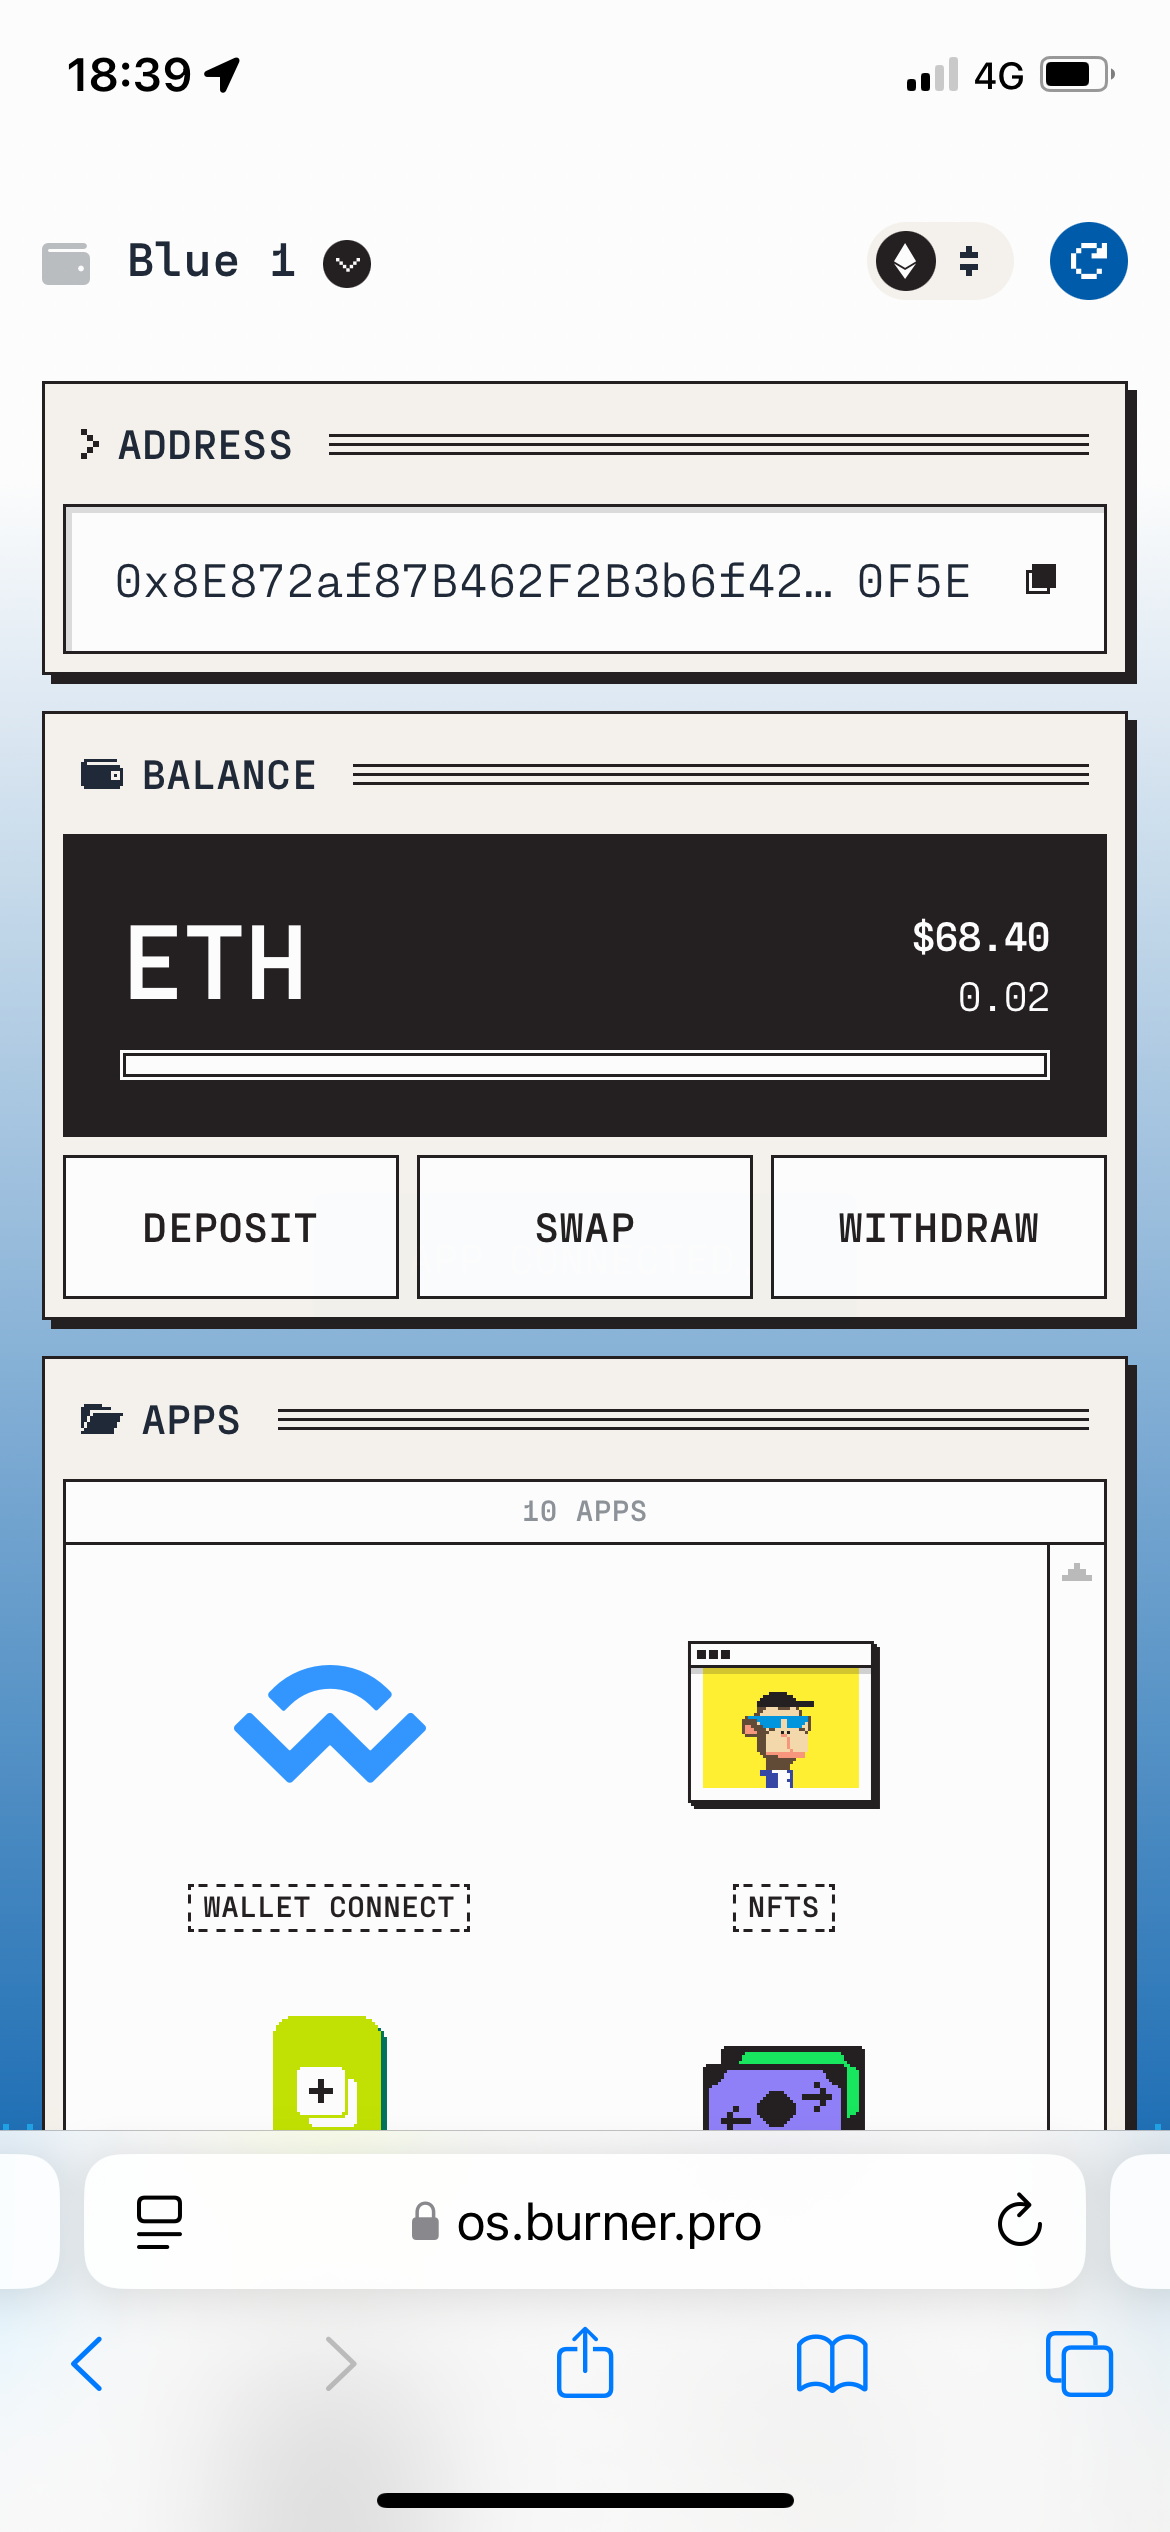 18:39
4G
Blue 1
ADDRESS
0x8E872af87B462F2B3b6f42… 0F5E
BALANCE
ETH
$68.40
0.02
DEPOSIT
SWAP
WITHDRAW
APPS
10 APPS
WALLET CONNECT
NFTS
os.burner.pro